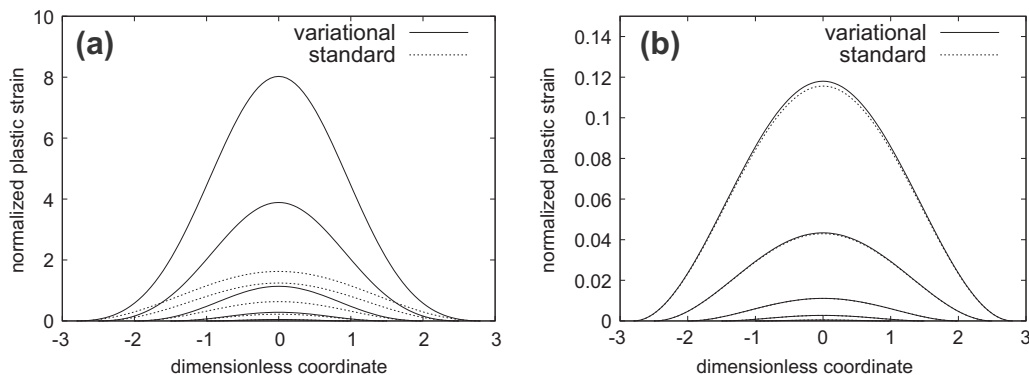 (a)
variational
standard
normalized plastic strain
10
8
6
4
2
0
-3 -2 -1 0 1 2 3
dimensionless coordinate
(b)
variational
standard
normalized plastic strain
0.14
0.12
0.1
0.08
0.06
0.04
0.02
0
-3 -2 -1 0 1 2 3
dimensionless coordinate